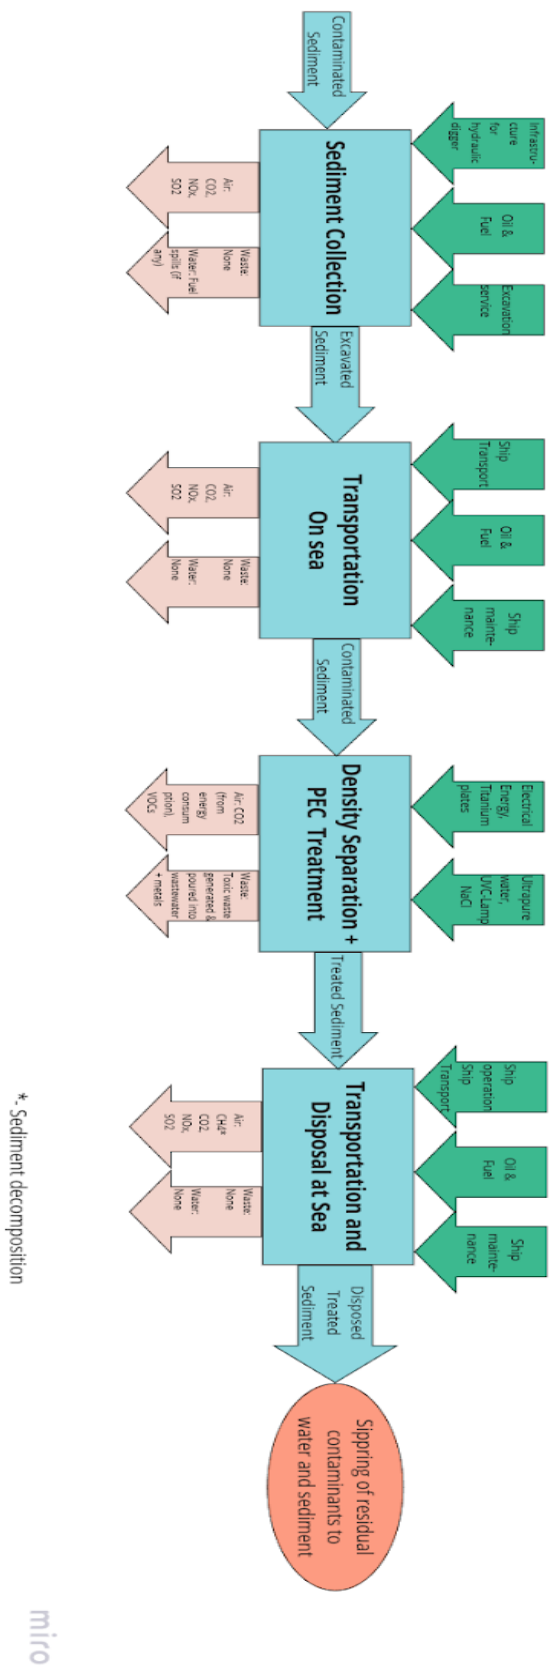 Contaminated
Sediment
Infrastru-
cture
for
hydraulic
digger
Oil &
Fuel
Excavation
service
Sediment Collection
Air:
CO2,
NOx,
SO2
Waste:
None
Water: Fuel
spills (if
any)
Excavated
Sediment
Ship
Transport
Oil &
Fuel
Ship
mainte-
nance
Transportation
On sea
Air:
CO2,
NOx,
SO2
Waste:
None
Water:
None
Contaminated
Sediment
Electrical
Energy,
Titanium
plates
Ultrapure
water,
UVC-Lamp
NaCl
Density Separation +
PEC Treatment
Air: CO2
(from
energy
consum
ption),
VOCs
Waste:
Toxic waste
generated &
poured into
wastewater
+ metals
Treated Sediment
Ship
operation
Ship
Transport
Oil &
Fuel
Ship
mainte-
nance
Transportation and
Disposal at Sea
Air:
CH4*
CO2,
NOx,
SO2
Waste:
None
Water:
None
Disposed
Treated
Sediment
Sippring of residual
contaminants to
water and sediment
*- Sediment decomposition
miro